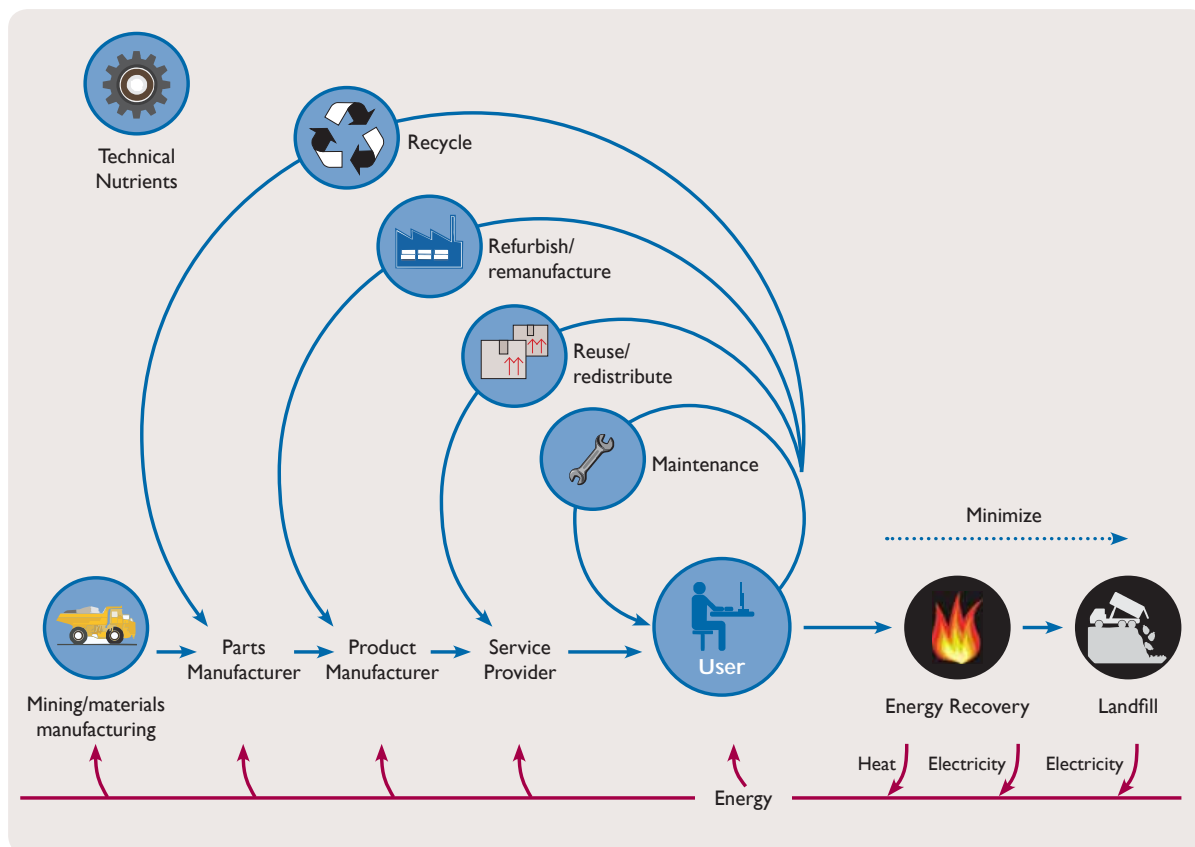 Technical
Nutrients
Recycle
Refurbish/
remanufacture
Reuse/
redistribute
Maintenance
Minimize
Mining/materials
manufacturing
Parts
Manufacturer
Product
Manufacturer
Service
Provider
User
Energy Recovery
Landfill
Heat
Electricity
Electricity
Energy